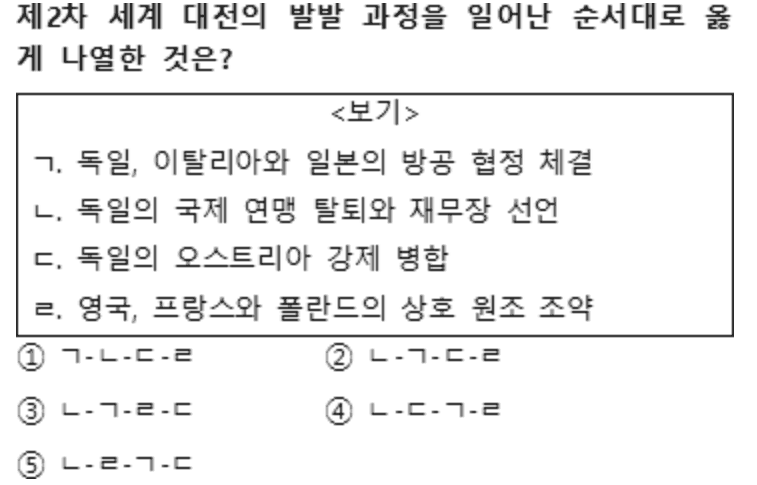 제2차 세계 대전의 발발 과정을 일어난 순서대로 옳
게 나열한 것은?
<보기>
ㄱ. 독일, 이탈리아와 일본의 방공 협정 체결
ㄴ. 독일의 국제 연맹 탈퇴와 재무장 선언
ㄷ. 독일의 오스트리아 강제 병합
ㄹ. 영국, 프랑스와 폴란드의 상호 원조 조약
① ㄱ-ㄴ-ㄷ-ㄹ ② ㄴ-ㄱ-ㄷ-ㄹ
③ ㄴ-ㄱ-ㄹ-ㄷ ④ ㄴ-ㄷ-ㄱ-ㄹ
⑤ ㄴ-ㄹ-ㄱ-ㄷ